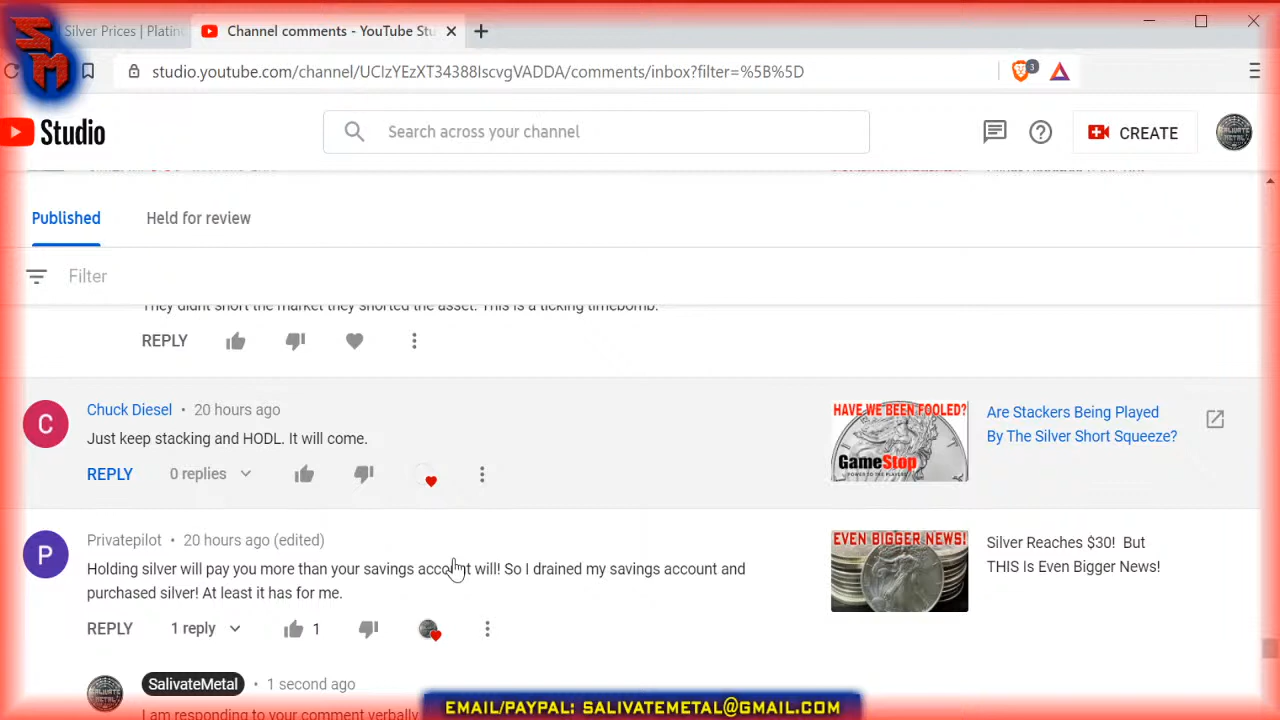 SM
Silver Prices | Platin
Channel comments - YouTube Stu
studio.youtube.com/channel/UCIzYEzXT34388IscvgVADDA/comments/inbox?filter=%5B%5D
3
Studio
Search across your channel
CREATE
Published
Held for review
Filter
They didnt short the market they shorted the asset. This is a ticking timebomb.
REPLY
C
Chuck Diesel • 20 hours ago
Just keep stacking and HODL. It will come.
REPLY 0 replies
HAVE WE BEEN FOOLED?
GameStop
POWER TO THE PLAYERS
Are Stackers Being Played
By The Silver Short Squeeze?
P
Privatepilot • 20 hours ago (edited)
Holding silver will pay you more than your savings account will! So I drained my savings account and
purchased silver! At least it has for me.
REPLY 1 reply 1
EVEN BIGGER NEWS!
Silver Reaches $30! But
THIS Is Even Bigger News!
SalivateMetal • 1 second ago
I am responding to your comment verbally
EMAIL/PAYPAL: SALIVATEMETAL@GMAIL.COM